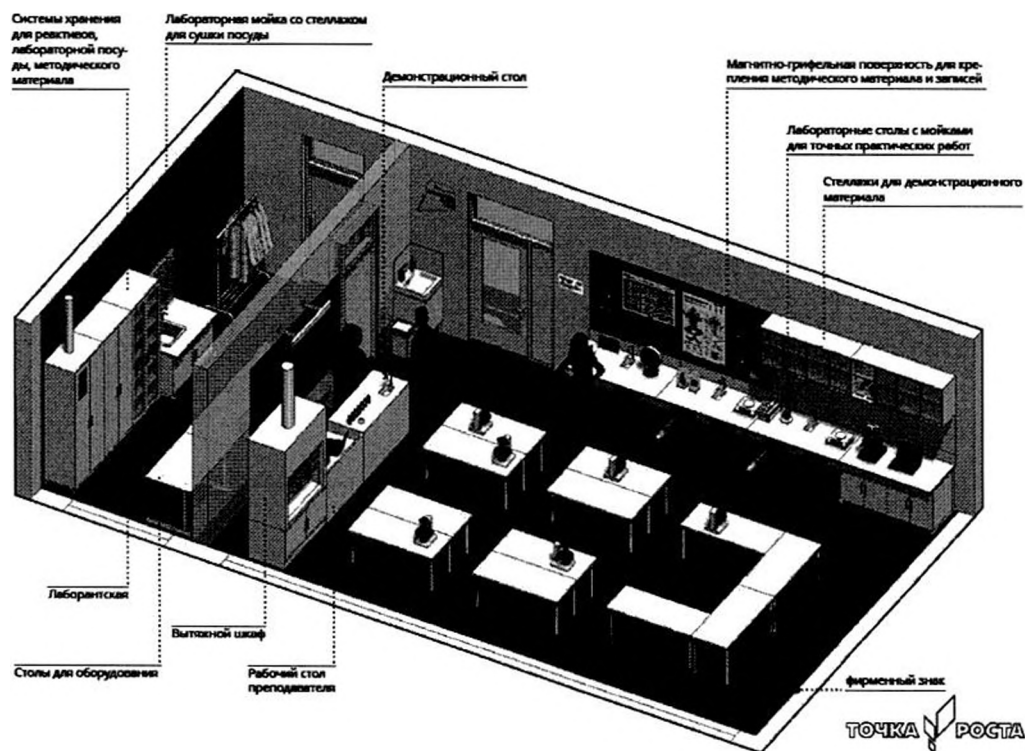 Системы хранения
для реактивов,
лабораторной посу-
ды, методического
материала
Лабораторная мойка со стеллажом
для сушки посуды
Демонстрационный стол
Магнитно-грифельная поверхность для кре-
пления методического материала и записей
Лабораторные столы с мойками
для точных практических работ
Стеллажи для демонстрационного
материала
Лаборантская
Вытяжной шкаф
Столы для оборудования
Рабочий стол
преподавателя
фирменный знак
ТОЧКА РОСТА